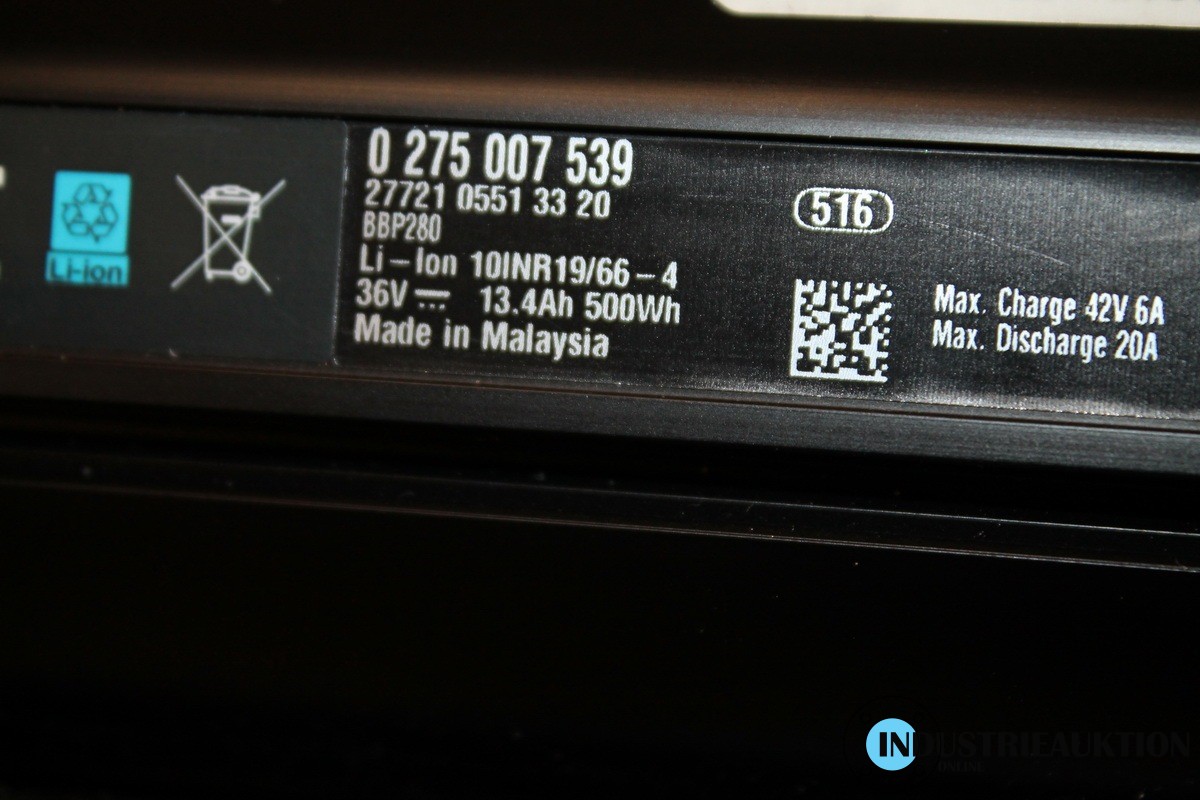 Li-ion
0 275 007 539
27721 0551 33 20
BBP280
Li-Ion 10INR19/66-4
36V 13.4Ah 500Wh
Made in Malaysia
516
Max. Charge 42V 6A
Max. Discharge 20A
INDUSTRIEAUKTION
ONLINE